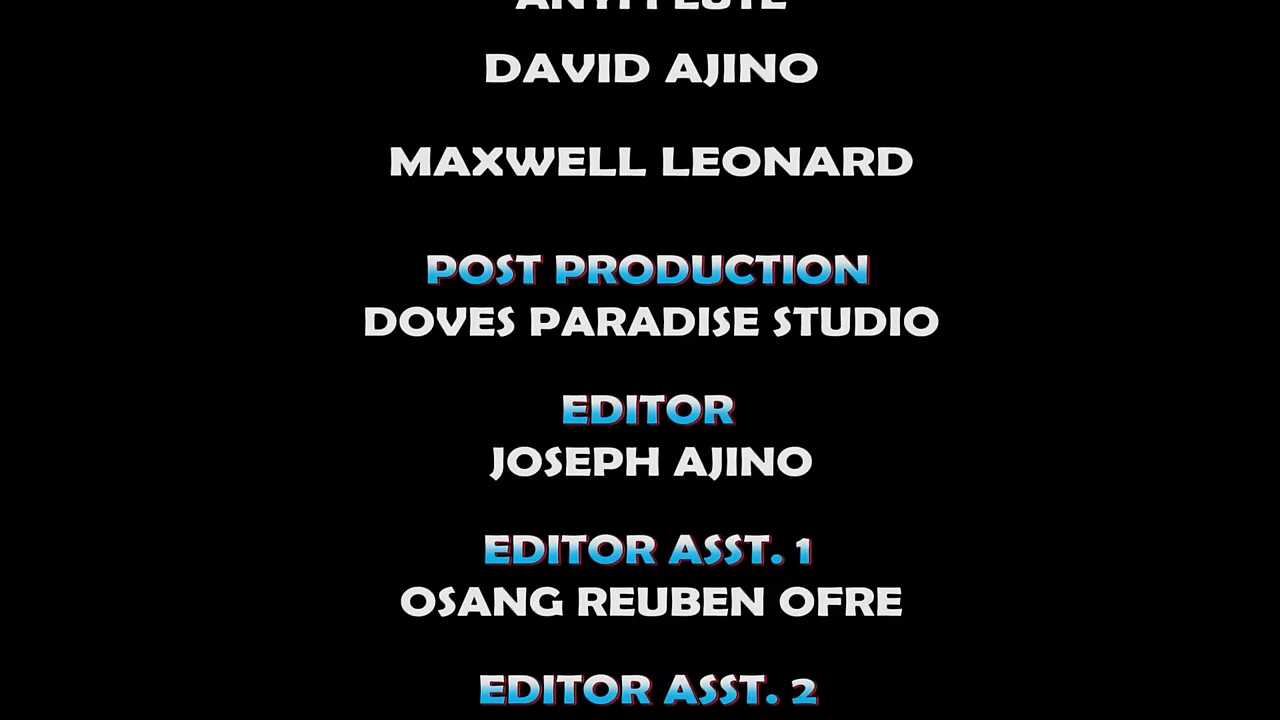 DAVID AJINO
MAXWELL LEONARD
POST PRODUCTION
DOVES PARADISE STUDIO
EDITOR
JOSEPH AJINO
EDITOR ASST. 1
OSANG REUBEN OFRE
EDITOR ASST. 2